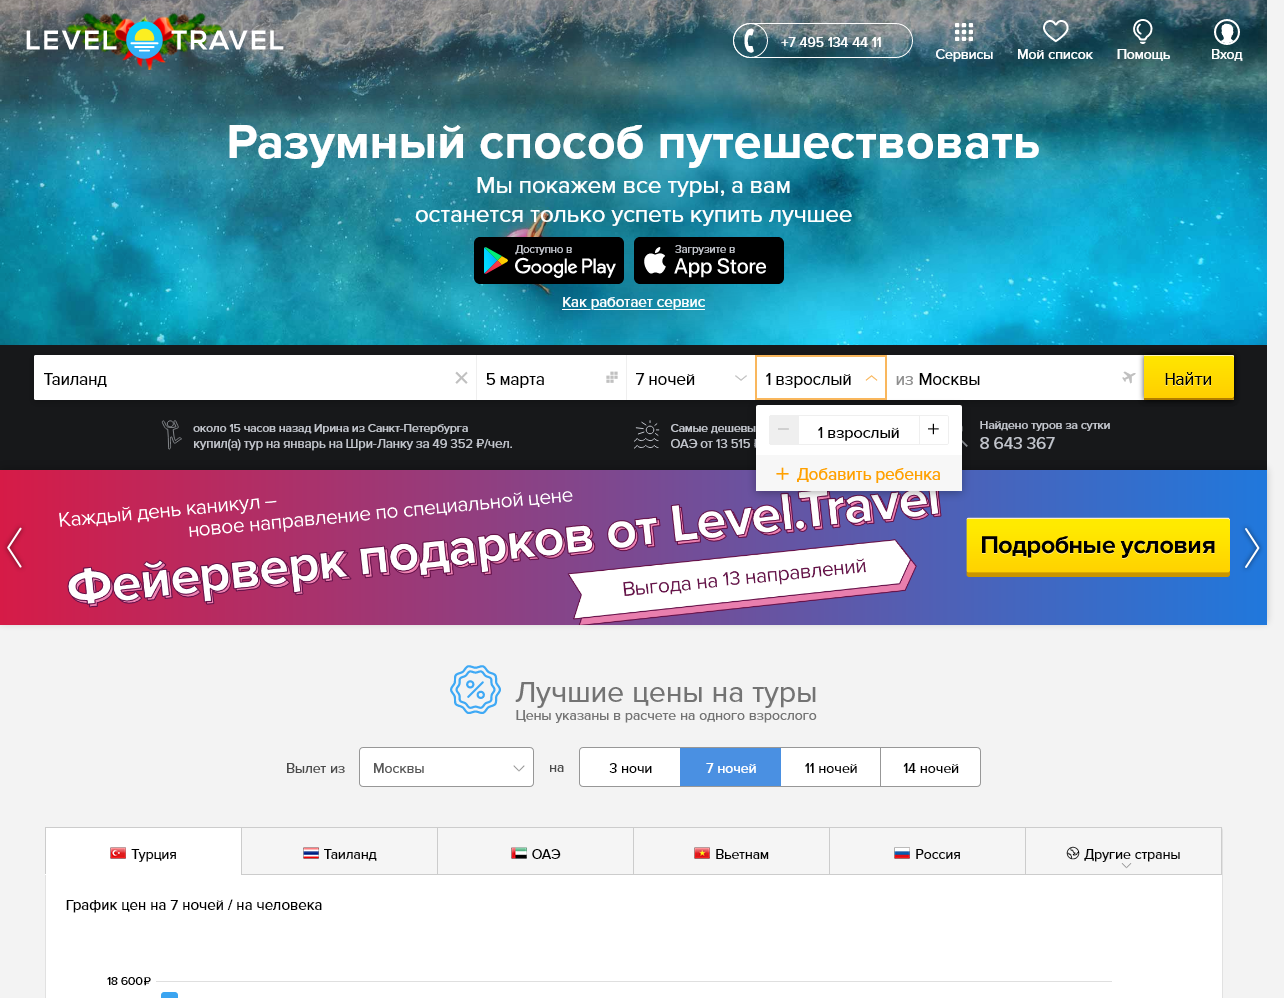 LEVEL TRAVEL
+7 495 134 44 11
Сервисы
Мой список
Помощь
Вход
Разумный способ путешествовать
Мы покажем все туры, а вам
останется только успеть купить лучшее
Доступно в
Google Play
Загрузите в
App Store
Как работает сервис
Таиланд
5 марта
7 ночей
1 взрослый
из Москвы
Найти
около 15 часов назад Ирина из Санкт-Петербурга
купил(а) тур на январь на Шри-Ланку за 49 352 ₽/чел.
Самые дешевы
ОАЭ от 13 515
Найдено туров за сутки
8 643 367
− 1 взрослый +
+ Добавить ребенка
Каждый день каникул –
новое направление по специальной цене
Фейерверк подарков от Level.Travel
Выгода на 13 направлений
Подробные условия
Лучшие цены на туры
Цены указаны в расчете на одного взрослого
Вылет из
Москвы
на
3 ночи
7 ночей
11 ночей
14 ночей
Турция
Таиланд
ОАЭ
Вьетнам
Россия
Другие страны
График цен на 7 ночей / на человека
18 600₽